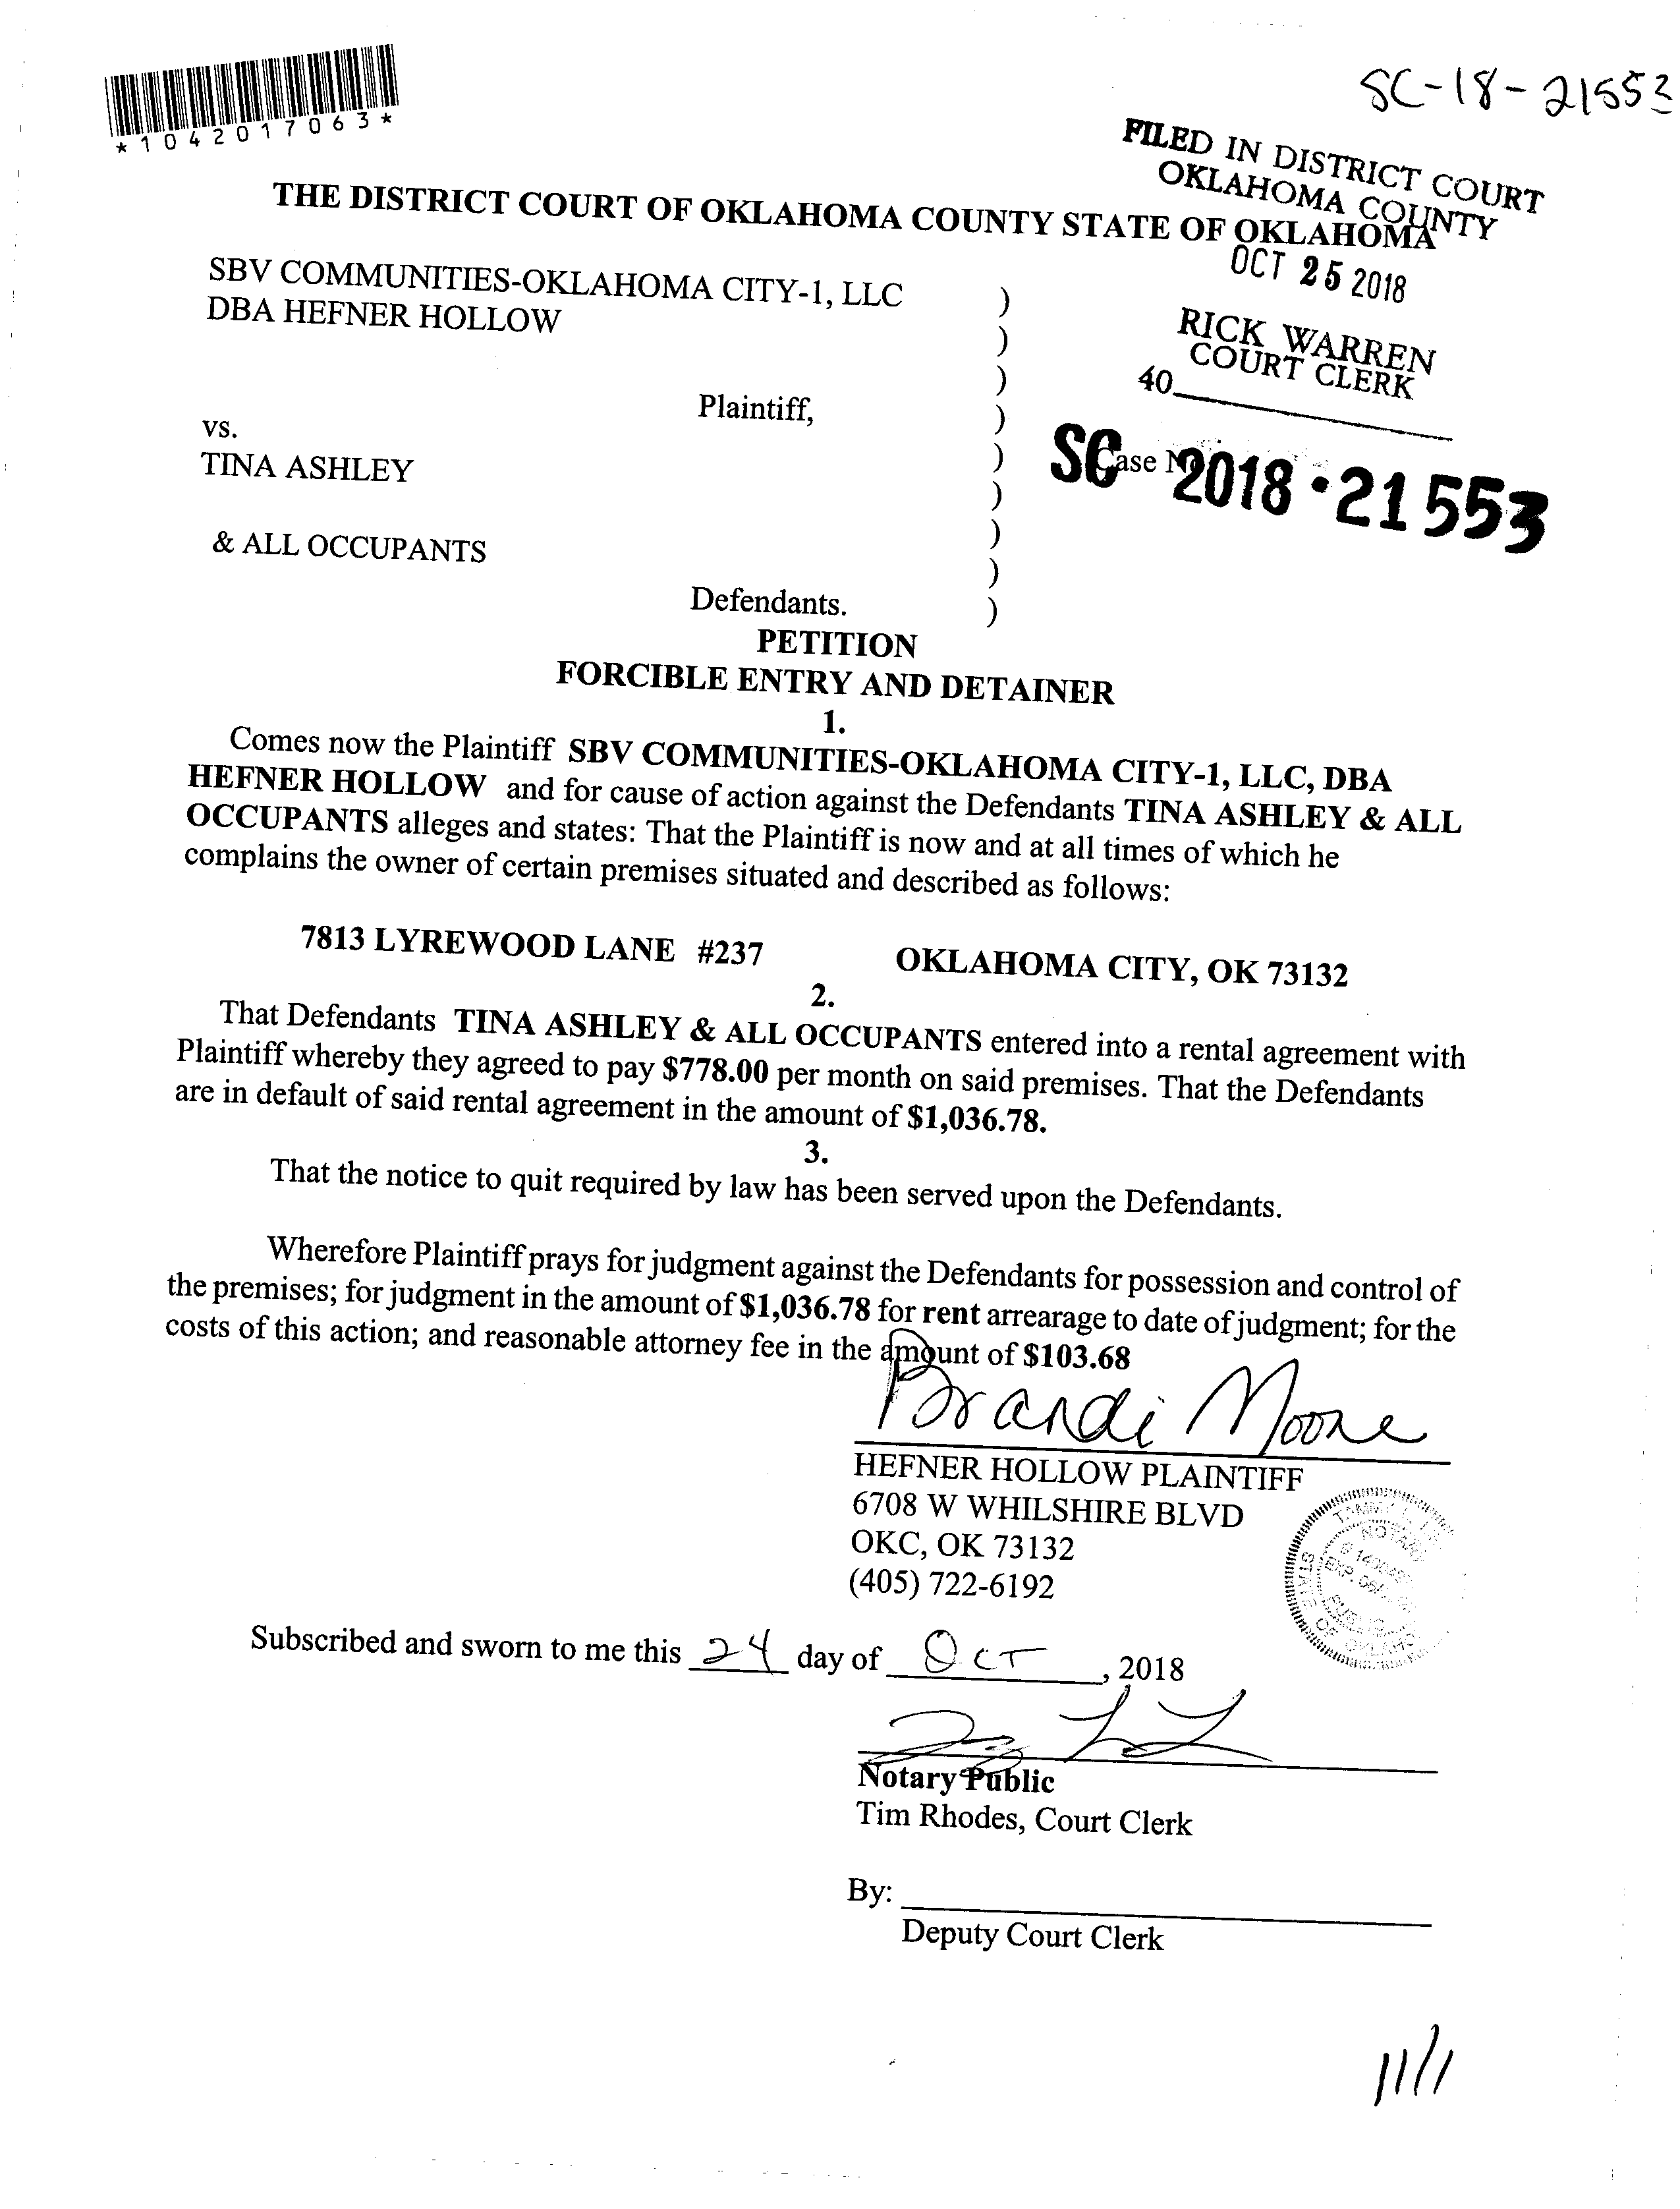 *1042017063*
SC-18-21553
FILED IN DISTRICT COURT
OKLAHOMA COUNTY
THE DISTRICT COURT OF OKLAHOMA COUNTY STATE OF OKLAHOMA
OCT 25 2018
SBV COMMUNITIES-OKLAHOMA CITY-1, LLC )
DBA HEFNER HOLLOW )
RICK WARREN
COURT CLERK
)
40
Plaintiff, )
vs. )
TINA ASHLEY )
Case
SC 2018 · 21553
)
& ALL OCCUPANTS )
Defendants. )
PETITION
FORCIBLE ENTRY AND DETAINER
1.
Comes now the Plaintiff SBV COMMUNITIES-OKLAHOMA CITY-1, LLC, DBA
HEFNER HOLLOW and for cause of action against the Defendants TINA ASHLEY & ALL
OCCUPANTS alleges and states: That the Plaintiff is now and at all times of which he
complains the owner of certain premises situated and described as follows:
7813 LYREWOOD LANE #237 OKLAHOMA CITY, OK 73132
2.
That Defendants TINA ASHLEY & ALL OCCUPANTS entered into a rental agreement with
Plaintiff whereby they agreed to pay $778.00 per month on said premises. That the Defendants
are in default of said rental agreement in the amount of $1,036.78.
3.
That the notice to quit required by law has been served upon the Defendants.
Wherefore Plaintiff prays for judgment against the Defendants for possession and control of
the premises; for judgment in the amount of $1,036.78 for rent arrearage to date of judgment; for the
costs of this action; and reasonable attorney fee in the amount of $103.68
Brandi Moore
HEFNER HOLLOW PLAINTIFF
6708 W WHILSHIRE BLVD
OKC, OK 73132
(405) 722-6192
STATE OF
Subscribed and sworn to me this 24 day of Oct, 2018
Notary Public
Tim Rhodes, Court Clerk
By:
Deputy Court Clerk
11/1